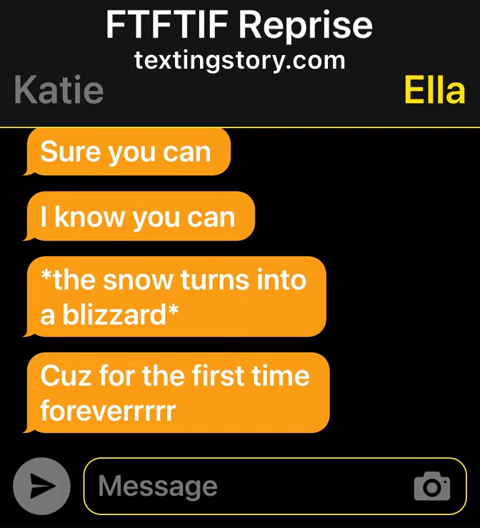 FTFTIF Reprise
textingstory.com
Katie
Ella
Sure you can
I know you can
*the snow turns into
a blizzard*
Cuz for the first time
foreverrrrr
Message